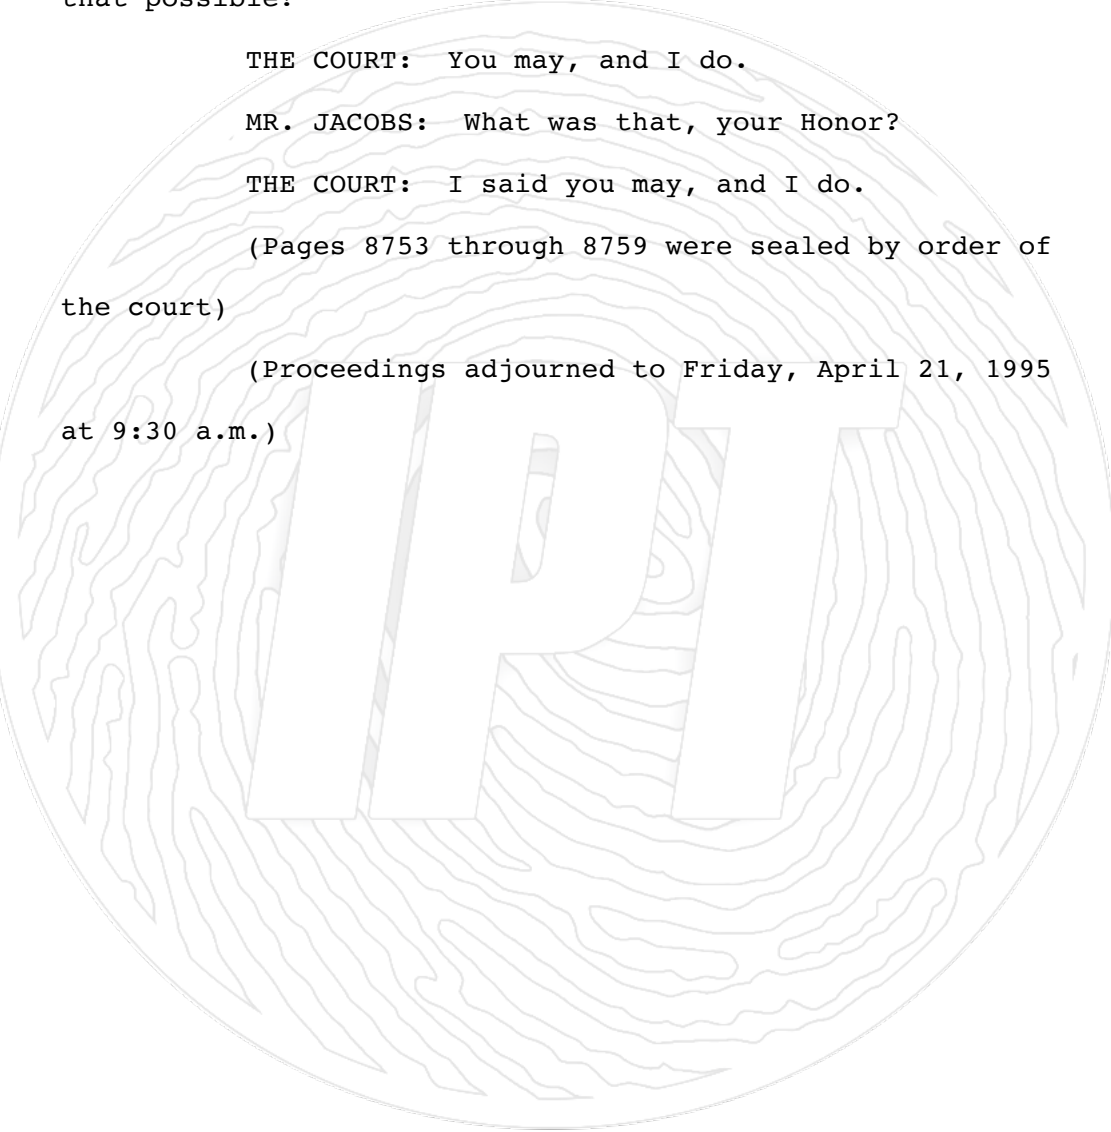 that possible?
THE COURT:  You may, and I do.
MR. JACOBS:  What was that, your Honor?
THE COURT:  I said you may, and I do.
(Pages 8753 through 8759 were sealed by order of
the court)
(Proceedings adjourned to Friday, April 21, 1995
at 9:30 a.m.)
IPT